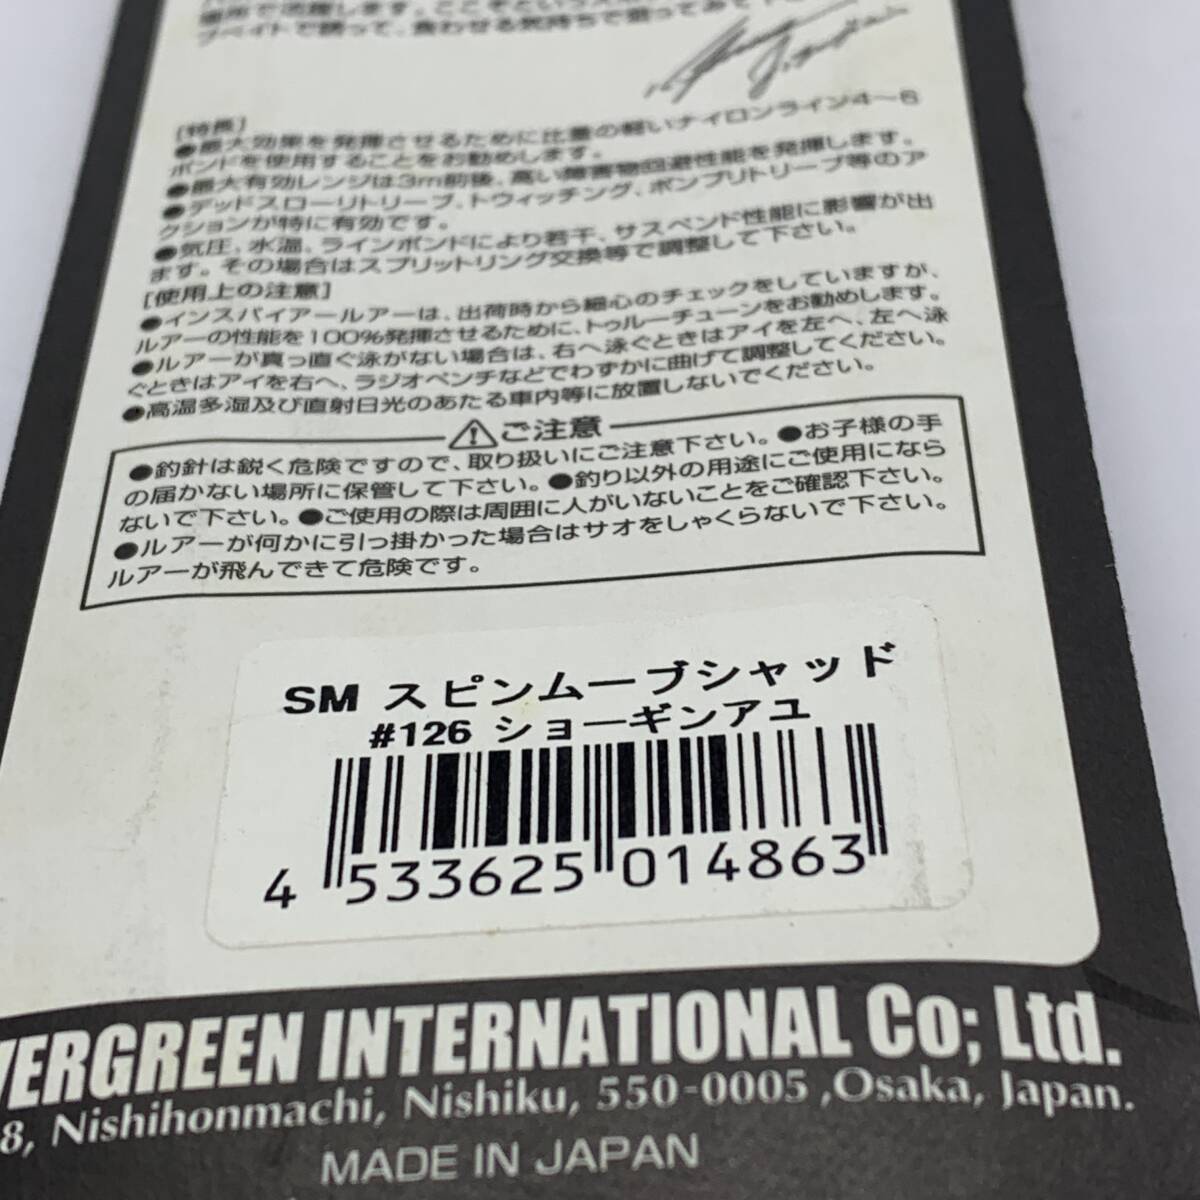 プベイトで誘って、食わせる気持ちで
[特長]
●最大効果を発揮させるために比重の軽いナイロンライン4〜6
ポンドを使用することをお勧めします。
●最大有効レンジは3m前後、高い障害物回避性能を発揮します。
●デッドスローリトリーブ、トウィッチング、ポンプリトリーブ等のア
クションが特に有効です。
●気圧、水温、ラインポンドにより若干、サスペンド性能に影響が出
ます。その場合はスプリットリング交換等で調整して下さい。
[使用上の注意]
●インスパイアールアーは、出荷時から細心のチェックをしていますが、
ルアーの性能を100%発揮させるために、トゥルーチューンをお勧めします。
●ルアーが真っ直ぐ泳がない場合は、右へ泳ぐときはアイを左へ、左へ泳
ぐときはアイを右へ、ラジオペンチなどでわずかに曲げて調整してください。
●高温多湿及び直射日光のあたる車内等に放置しないでください。
ご注意
●釣針は鋭く危険ですので、取り扱いにご注意下さい。●お子様の手
の届かない場所に保管して下さい。●釣り以外の用途にご使用になら
ないで下さい。●ご使用の際は周囲に人がいないことをご確認下さい。
●ルアーが何かに引っ掛かった場合はサオをしゃくらないで下さい。
ルアーが飛んできて危険です。
SM スピンムーブシャッド
#126 ショーギンアユ
4 533625 014863
VERGREEN INTERNATIONAL Co; Ltd.
8, Nishihonmachi, Nishiku, 550-0005 ,Osaka, Japan.
MADE IN JAPAN